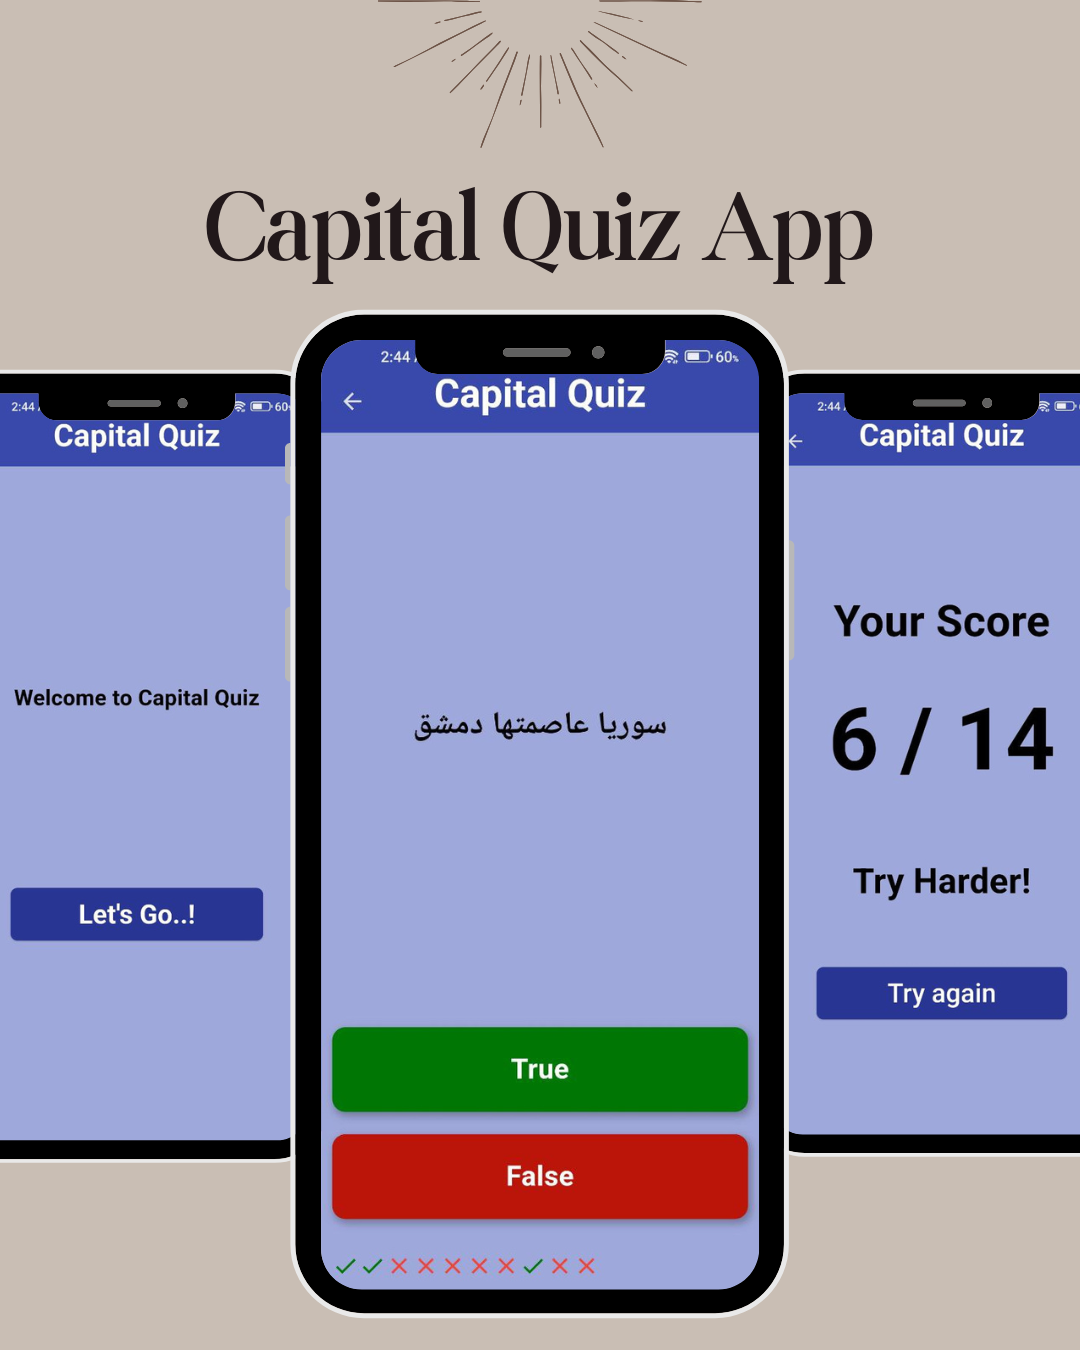 Capital Quiz App
2:44
60
Capital Quiz
Welcome to Capital Quiz
Let's Go..!
2:44
60%
Capital Quiz
سوريا عاصمتها دمشق
True
False
2:44
Capital Quiz
Your Score
6 / 14
Try Harder!
Try again